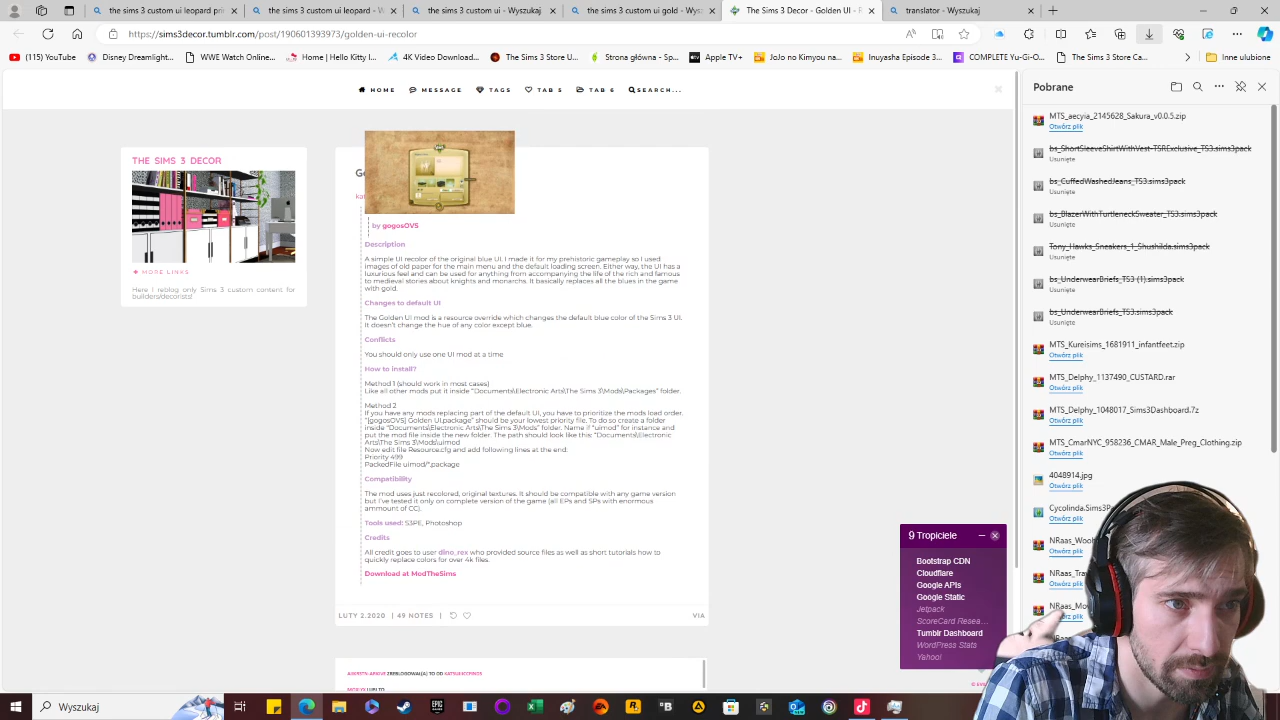 the sims 3 custom - Wyszukaj
the sims 3 golden ui - Wysz
The Sims 3 Decor - Golden UI - R
translator - Wyszukaj
https://sims3decor.tumblr.com/post/190601393973/golden-ui-recolor
(115) YouTube
Disney Dreamlight...
WWE Watch Online...
Home | Hello Kitty I...
4K Video Download...
The Sims 3 Store U...
Strona główna - Sp...
Apple TV+
JoJo no Kimyou na...
Inuyasha Episode 3...
COMPLETE Yu-Gi-O...
The Sims 3 Store Ca...
Inne ulubione
HOME
MESSAGE
TAGS
TAB 5
TAB 6
SEARCH...
THE SIMS 3 DECOR
+ MORE LINKS
Here I reblog only Sims 3 custom content for
builders/decorists!
by gogosOVS
Description
A simple UI recolor of the original blue UI. I made it for my prehistoric gameplay so I used
images of old paper for the main menu and the default loading screen. Either way, the UI has a
luxurious feel and can be used for anything from accompanying the life of the rich and famous
to medieval stories about knights and monarchs. It basically replaces all the blues in the game
with gold.
Changes to default UI
The Golden UI mod is a resource override which changes the default blue color of the Sims 3 UI.
It doesn't change the hue of any color except blue.
Conflicts
You should only use one UI mod at a time
How to install?
Method 1 (should work in most cases)
Like all other mods put it inside "Documents\Electronic Arts\The Sims 3\Mods\Packages" folder.
Method 2
If you have any mods replacing part of the default UI, you have to prioritize the mods load order.
"[gogosOVS] Golden UI.package" should be your lowest priority file. To do so create a folder
inside "Documents\Electronic Arts\The Sims 3\Mods" folder. Name if "uimod" for instance and
put the mod file inside the new folder. The path should look like this: "Documents\Electronic
Arts\The Sims 3\Mods\uimod
Now edit file Resource.cfg and add following lines at the end:
Priority 499
PackedFile uimod/*.package
Compatibility
The mod uses just recolored, original textures. It should be compatible with any game version
but I've tested it only on complete version of the game (all EPs and SPs with enormous
ammount of CC).
Tools used: S3PE, Photoshop
Credits
All credit goes to user dino_rex who provided source files as well as short tutorials how to
quickly replace colors for over 4k files.
Download at ModTheSims
LUTY 2.2020 | 49 NOTES |
VIA
Pobrane
MTS_aecyia_2145628_Sakura_v0.0.5.zip
Otwórz plik
bs_ShortSleeveShirtWithVest-TSRExclusive_TS3.sims3pack
Usunięte
bs_CuffedWashedJeans_TS3.sims3pack
Usunięte
bs_BlazerWithTurtleneckSweater_TS3.sims3pack
Usunięte
Tony_Hawks_Sneakers_1_Shushilda.sims3pack
Usunięte
bs_UnderwearBriefs_TS3 (1).sims3pack
Usunięte
bs_UnderwearBriefs_TS3.sims3pack
Usunięte
MTS_Kureisims_1681911_infantfeet.zip
Otwórz plik
MTS_Delphy_1137490_CUSTARD.rar
Otwórz plik
MTS_Delphy_1048017_Sims3Dashboard.7z
Otwórz plik
MTS_CmarNYC_958236_CMAR_Male_Preg_Clothing.zip
Otwórz plik
4048914.jpg
Otwórz plik
Cycolinda.Sims3P
Otwórz plik
NRaas_Woo
Otwórz plik
NRaas_Tra
Otwórz plik
NRaas_Mo
9 Tropiciele
Bootstrap CDN
Cloudflare
Google APIs
Google Static
Jetpack
ScoreCard Resea...
Tumblr Dashboard
WordPress Stats
Yahoo!
Wyszukaj